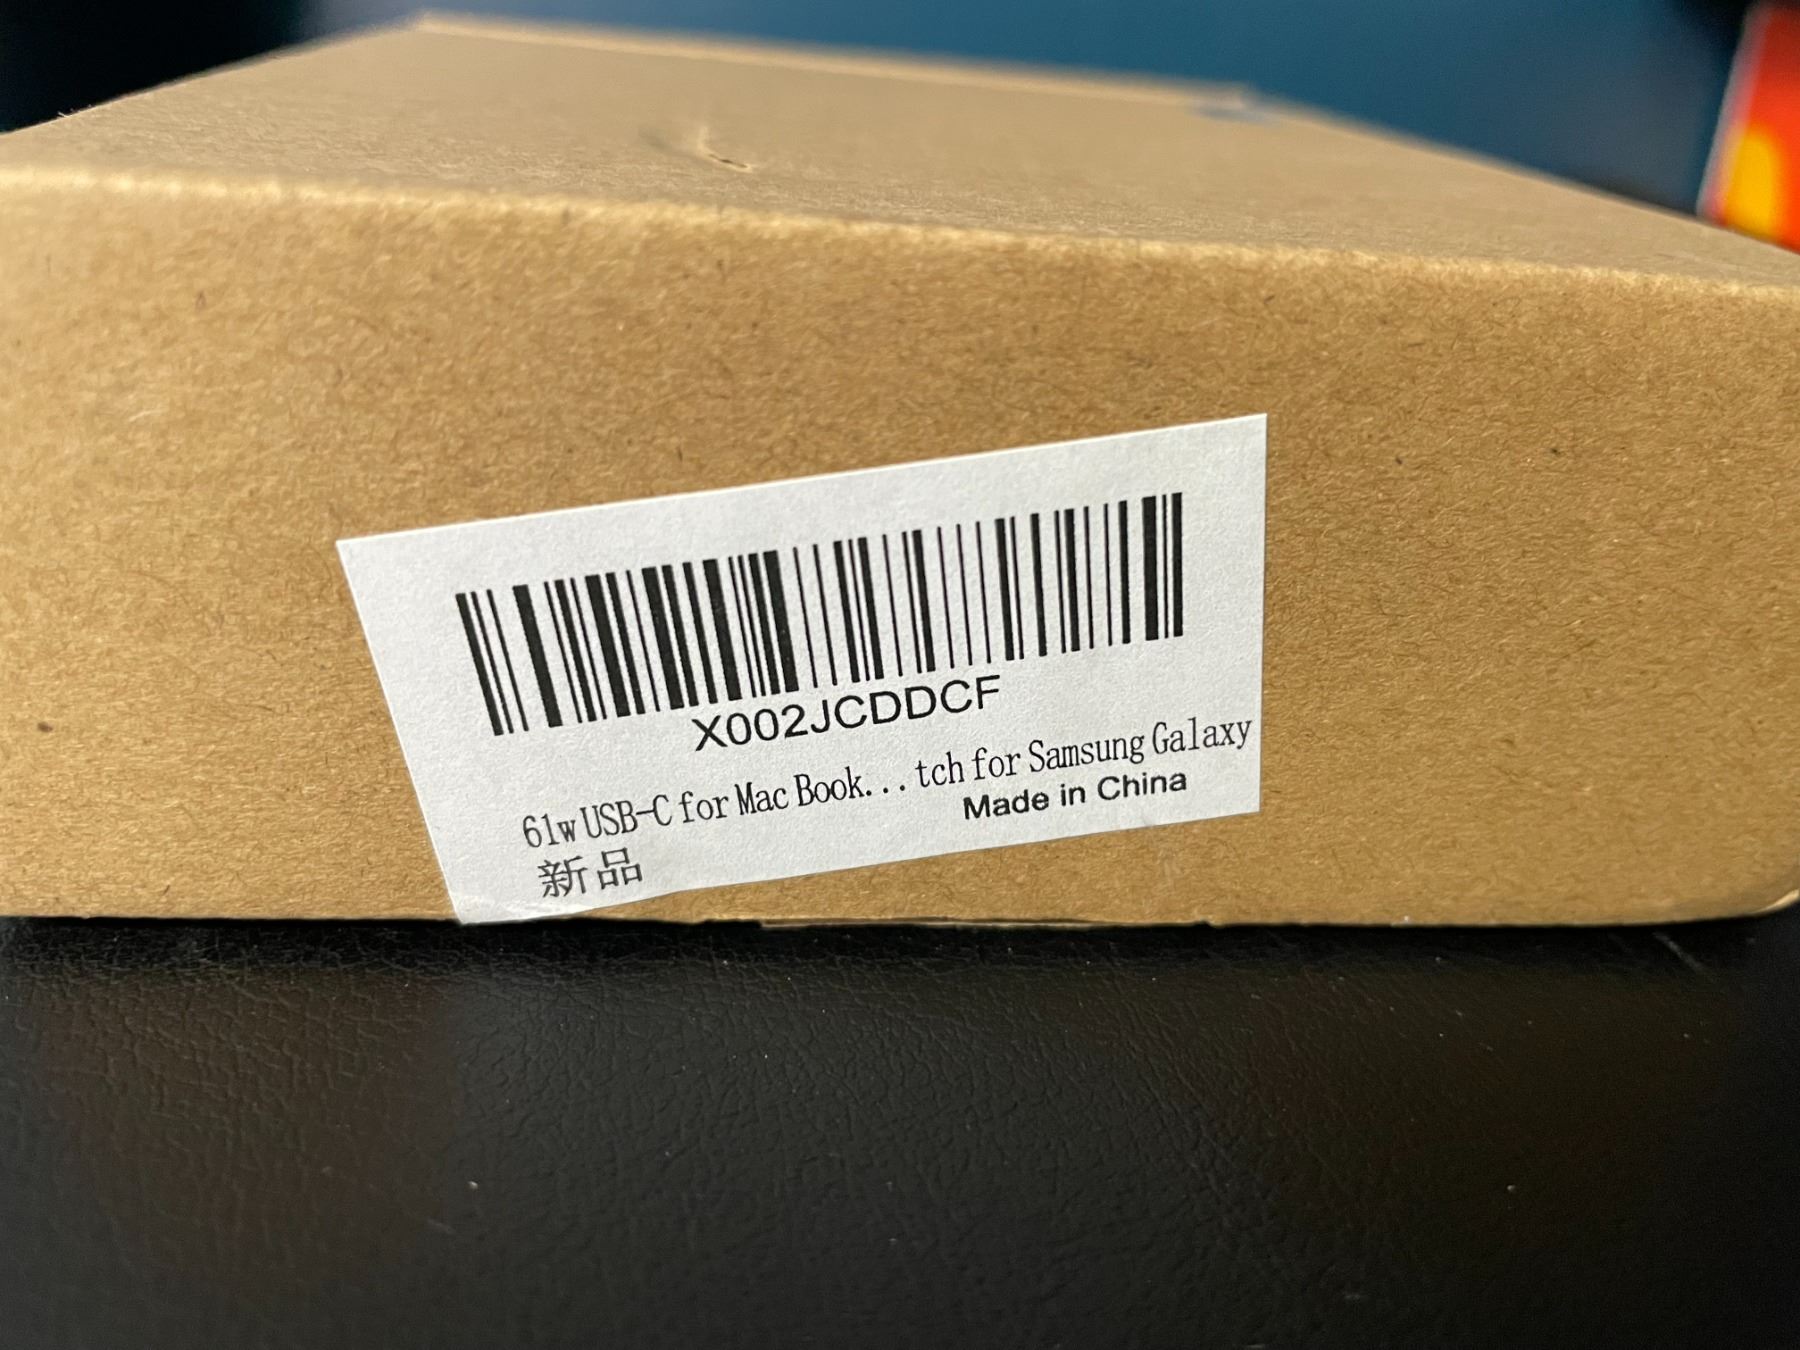 X002JCDDCF
61w USB-C for Mac Book... tch for Samsung Galaxy
新品
Made in China